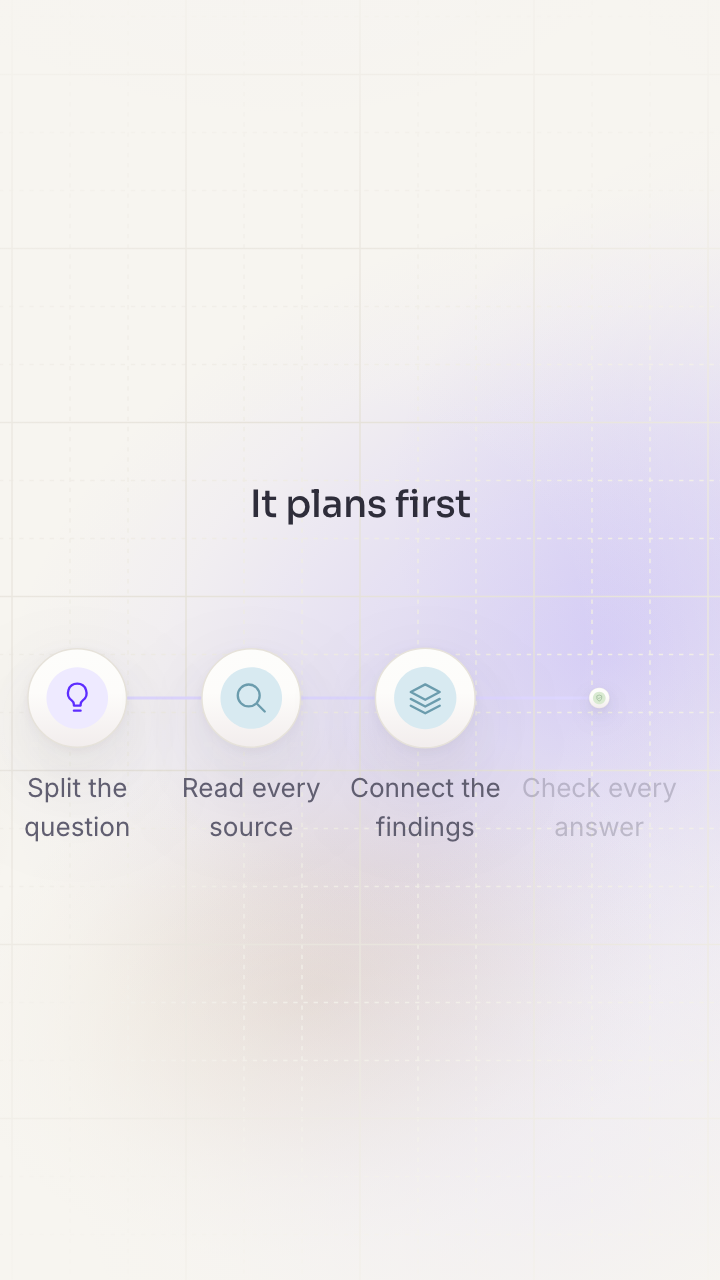 It plans first
Split the
question
Read every
source
Connect the
findings
Check every
answer